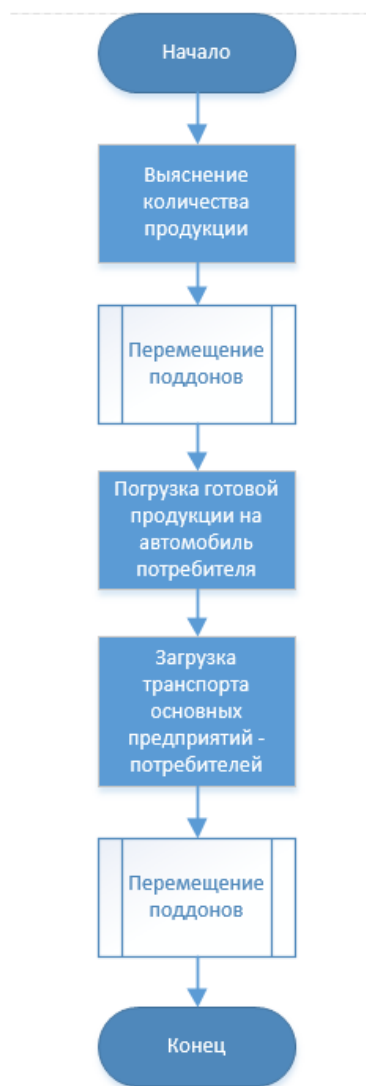 Начало
Выяснение
количества
продукции
Перемещение
поддонов
Погрузка готовой
продукции на
автомобиль
потребителя
Загрузка
транспорта
основных
предприятий -
потребителей
Перемещение
поддонов
Конец